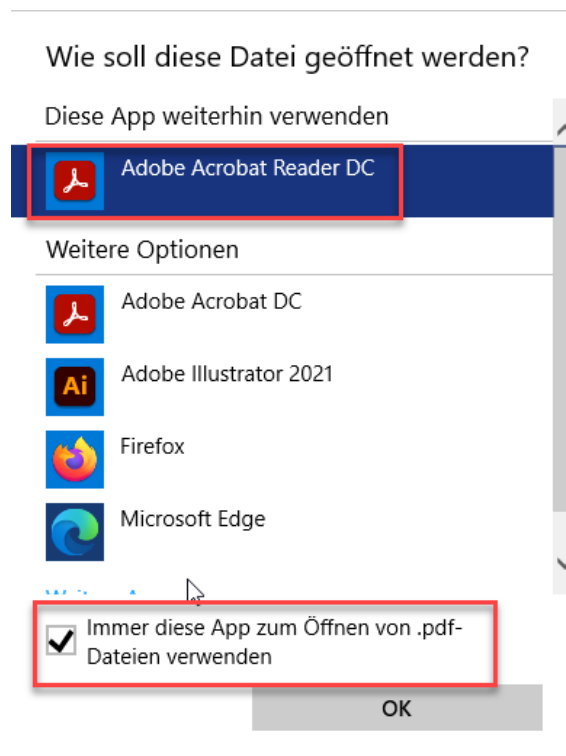 Wie soll diese Datei geöffnet werden?
Diese App weiterhin verwenden
Adobe Acrobat Reader DC
Weitere Optionen
Adobe Acrobat DC
Ai
Adobe Illustrator 2021
Firefox
Microsoft Edge
Immer diese App zum Öffnen von .pdf-
Dateien verwenden
OK